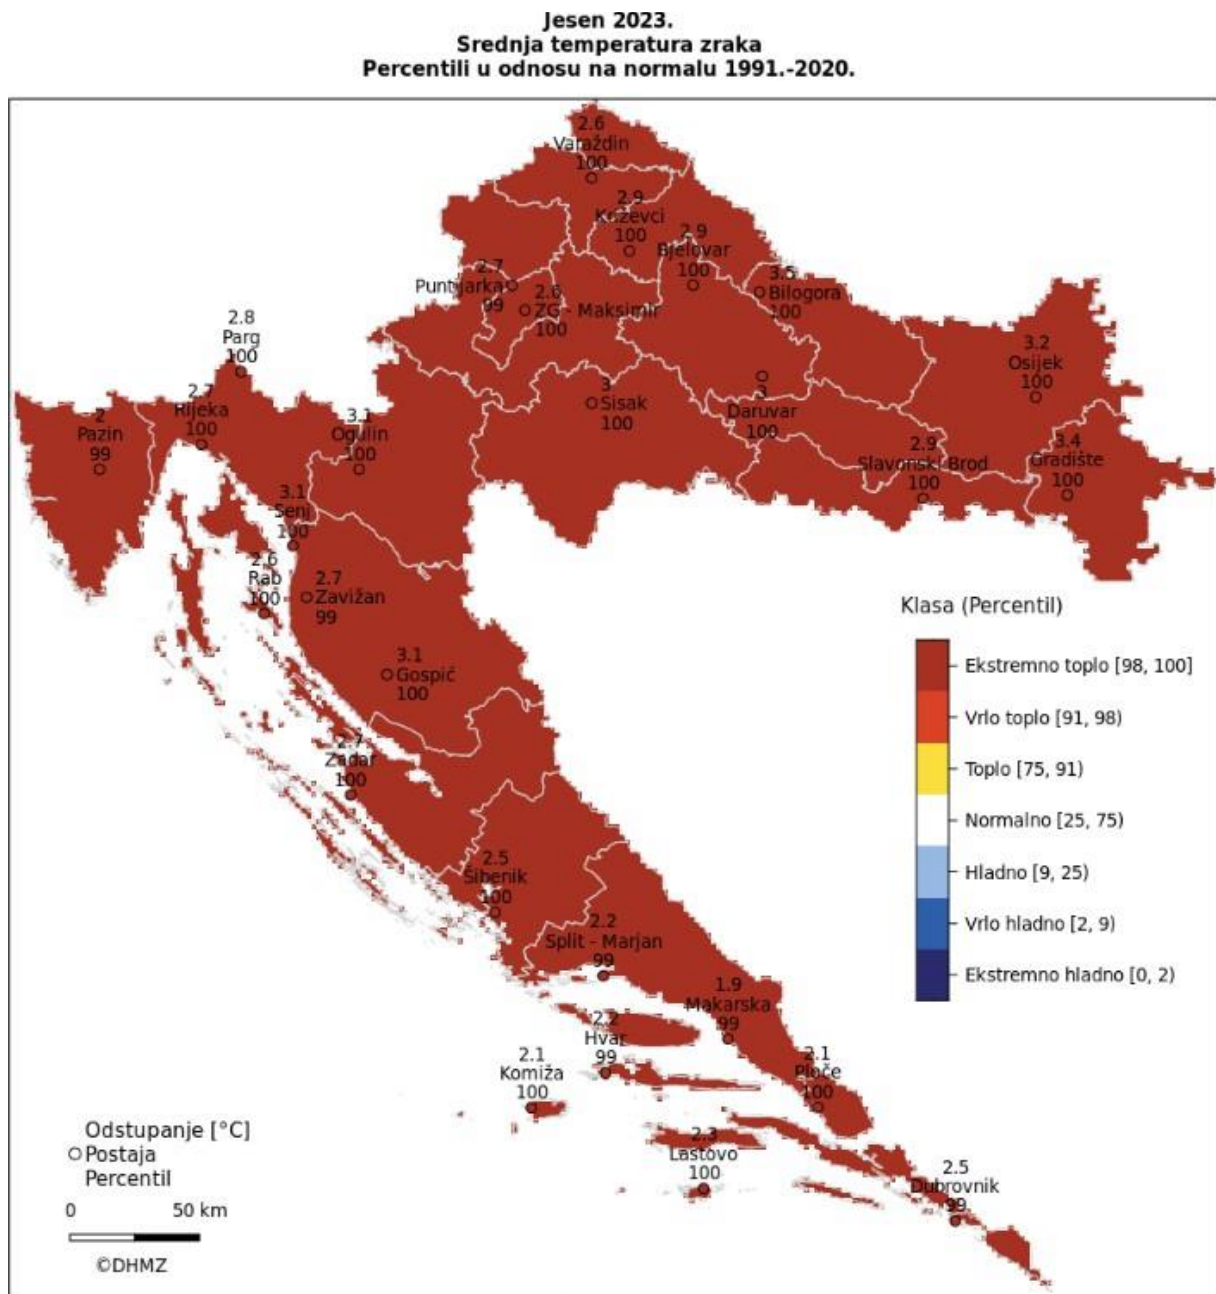 Jesen 2023.
Srednja temperatura zraka
Percentili u odnosu na normalu 1991.-2020.
2.6
Varaždin
100
2.9
Križevci
100
2.9
Bjelovar
100
3.5
Bilogora
100
2.7
Puntijarka
99
2.6
ZG - Maksimir
100
2.8
Parg
100
3.2
Osijek
100
2.7
Rijeka
100
2
Pazin
99
3.1
Ogulin
100
3
Sisak
100
3
Daruvar
100
2.9
Slavonski Brod
100
3.4
Gradište
100
3.1
Senj
100
2.6
Rab
100
2.7
Zavižan
99
3.1
Gospić
100
2.7
Zadar
100
2.5
Šibenik
100
2.2
Split - Marjan
99
1.9
Makarska
99
2.2
Hvar
99
2.1
Komiža
100
2.1
Ploče
100
2.3
Lastovo
100
2.5
Dubrovnik
99
Klasa (Percentil)
Ekstremno toplo [98, 100]
Vrlo toplo [91, 98)
Toplo [75, 91)
Normalno [25, 75)
Hladno [9, 25)
Vrlo hladno [2, 9)
Ekstremno hladno [0, 2)
Odstupanje [°C]
Postaja
Percentil
0 50 km
©DHMZ